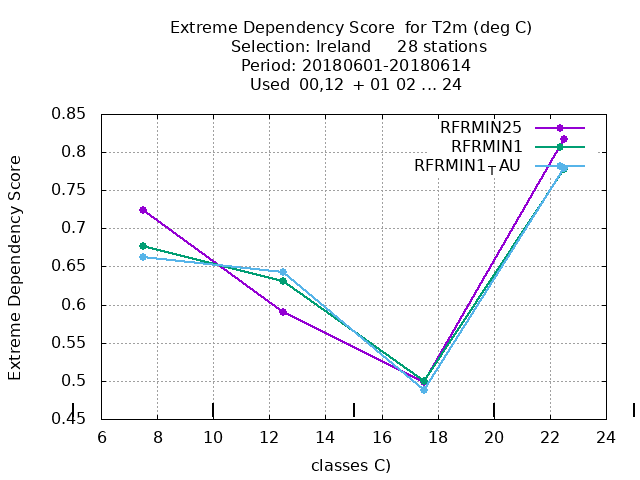 Extreme Dependency Score  for T2m (deg C)
Selection: Ireland     28 stations
Period: 20180601-20180614
Used  00,12  + 01 02 ... 24
RFRMIN25
RFRMIN1
RFRMIN1TAU
Extreme Dependency Score
0.85
0.8
0.75
0.7
0.65
0.6
0.55
0.5
0.45
6 8 10 12 14 16 18 20 22 24
classes C)